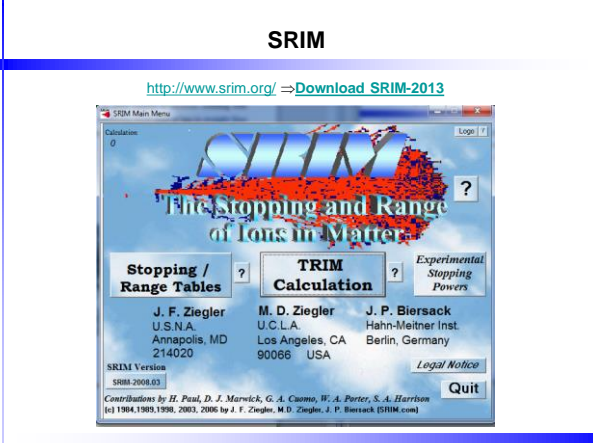 SRIM
http://www.srim.org/ ⇒Download SRIM-2013
SRIM Main Menu
Calculation
0
Logo ?
SRIM
?
The Stopping and Range
of Ions in Matter
Stopping /
Range Tables
?
TRIM
Calculation
?
Experimental
Stopping
Powers
J. F. Ziegler
U.S.N.A.
Annapolis, MD
214020
M. D. Ziegler
U.C.L.A.
Los Angeles, CA
90066 USA
J. P. Biersack
Hahn-Meitner Inst.
Berlin, Germany
SRIM Version
SRIM-2008.03
Legal Notice
Quit
Contributions by H. Paul, D. J. Marwick, G. A. Cuomo, W. A. Porter, S. A. Harrison
(c) 1984,1989,1998, 2003, 2006 by J. F. Ziegler, M.D. Ziegler, J. P. Biersack (SRIM.com)